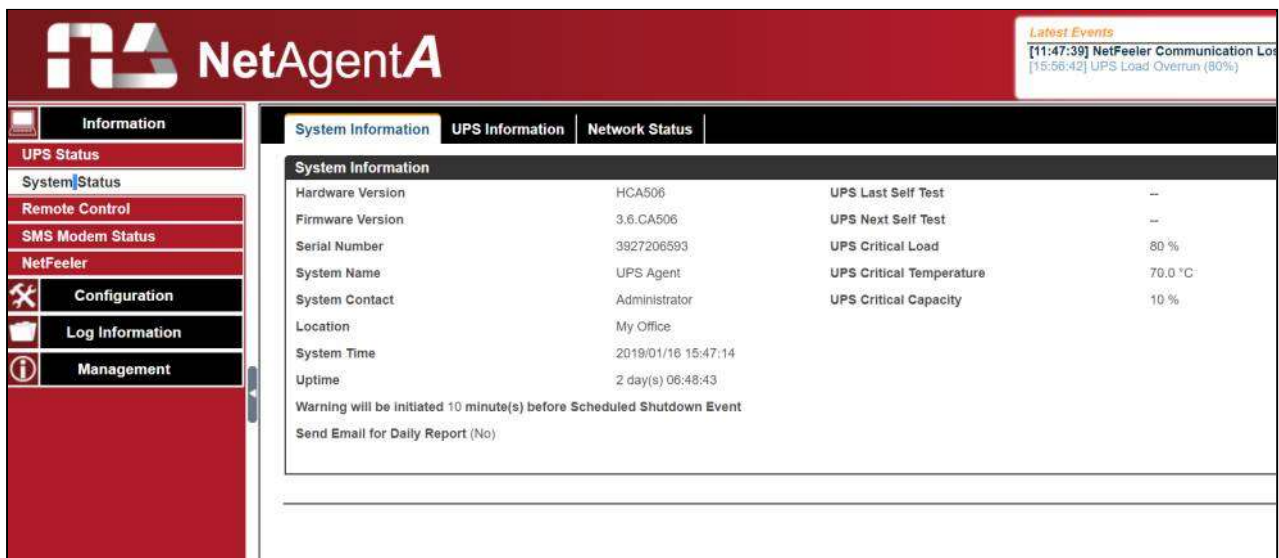 NetAgentA
Latest Events
[11:47:39] NetFeeler Communication Los
[15:56:42] UPS Load Overrun (80%)
Information
UPS Status
System Status
Remote Control
SMS Modem Status
NetFeeler
Configuration
Log Information
Management
System Information UPS Information Network Status
System Information
Hardware Version HCA506 UPS Last Self Test --
Firmware Version 3.6.CA506 UPS Next Self Test --
Serial Number 3927206593 UPS Critical Load 80 %
System Name UPS Agent UPS Critical Temperature 70.0 °C
System Contact Administrator UPS Critical Capacity 10 %
Location My Office
System Time 2019/01/16 15:47:14
Uptime 2 day(s) 06:48:43
Warning will be initiated 10 minute(s) before Scheduled Shutdown Event
Send Email for Daily Report (No)